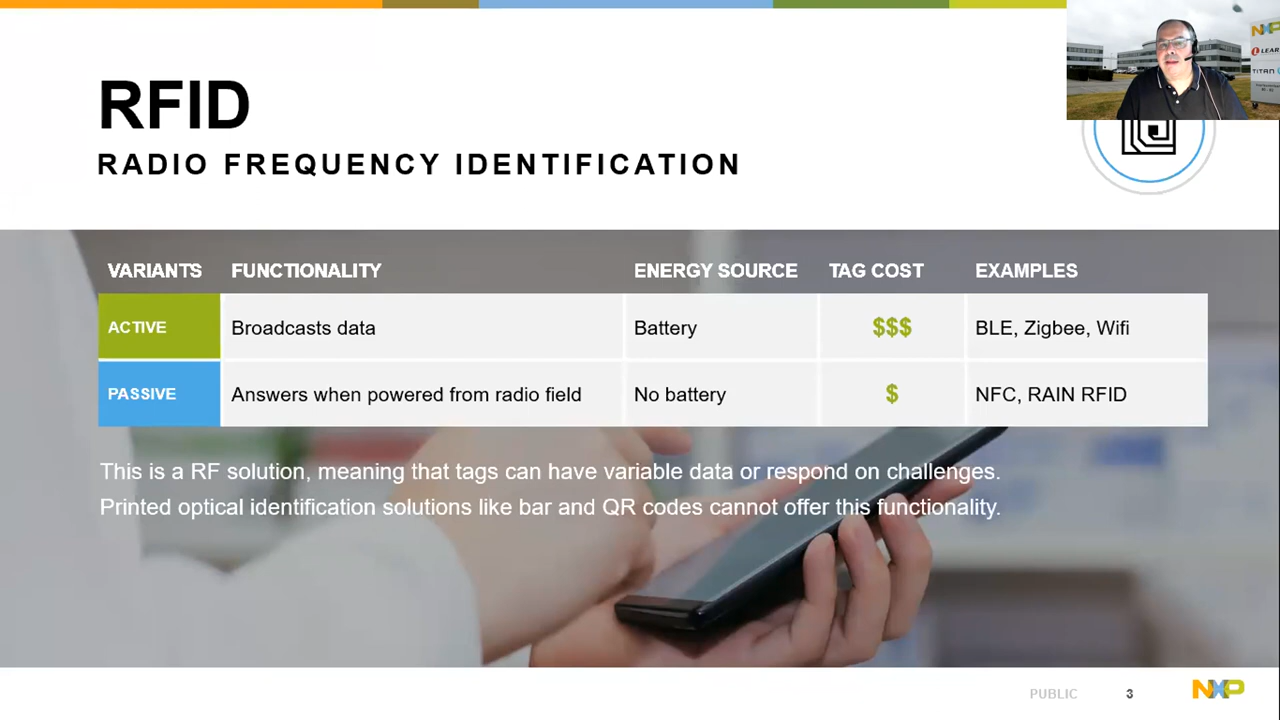 NXP
LEAR
TITAN
RFID
RADIO FREQUENCY IDENTIFICATION
VARIANTS FUNCTIONALITY ENERGY SOURCE TAG COST EXAMPLES
ACTIVE Broadcasts data Battery $$$ BLE, Zigbee, Wifi
PASSIVE Answers when powered from radio field No battery $ NFC, RAIN RFID
This is a RF solution, meaning that tags can have variable data or respond on challenges.
Printed optical identification solutions like bar and QR codes cannot offer this functionality.
PUBLIC 3 NXP